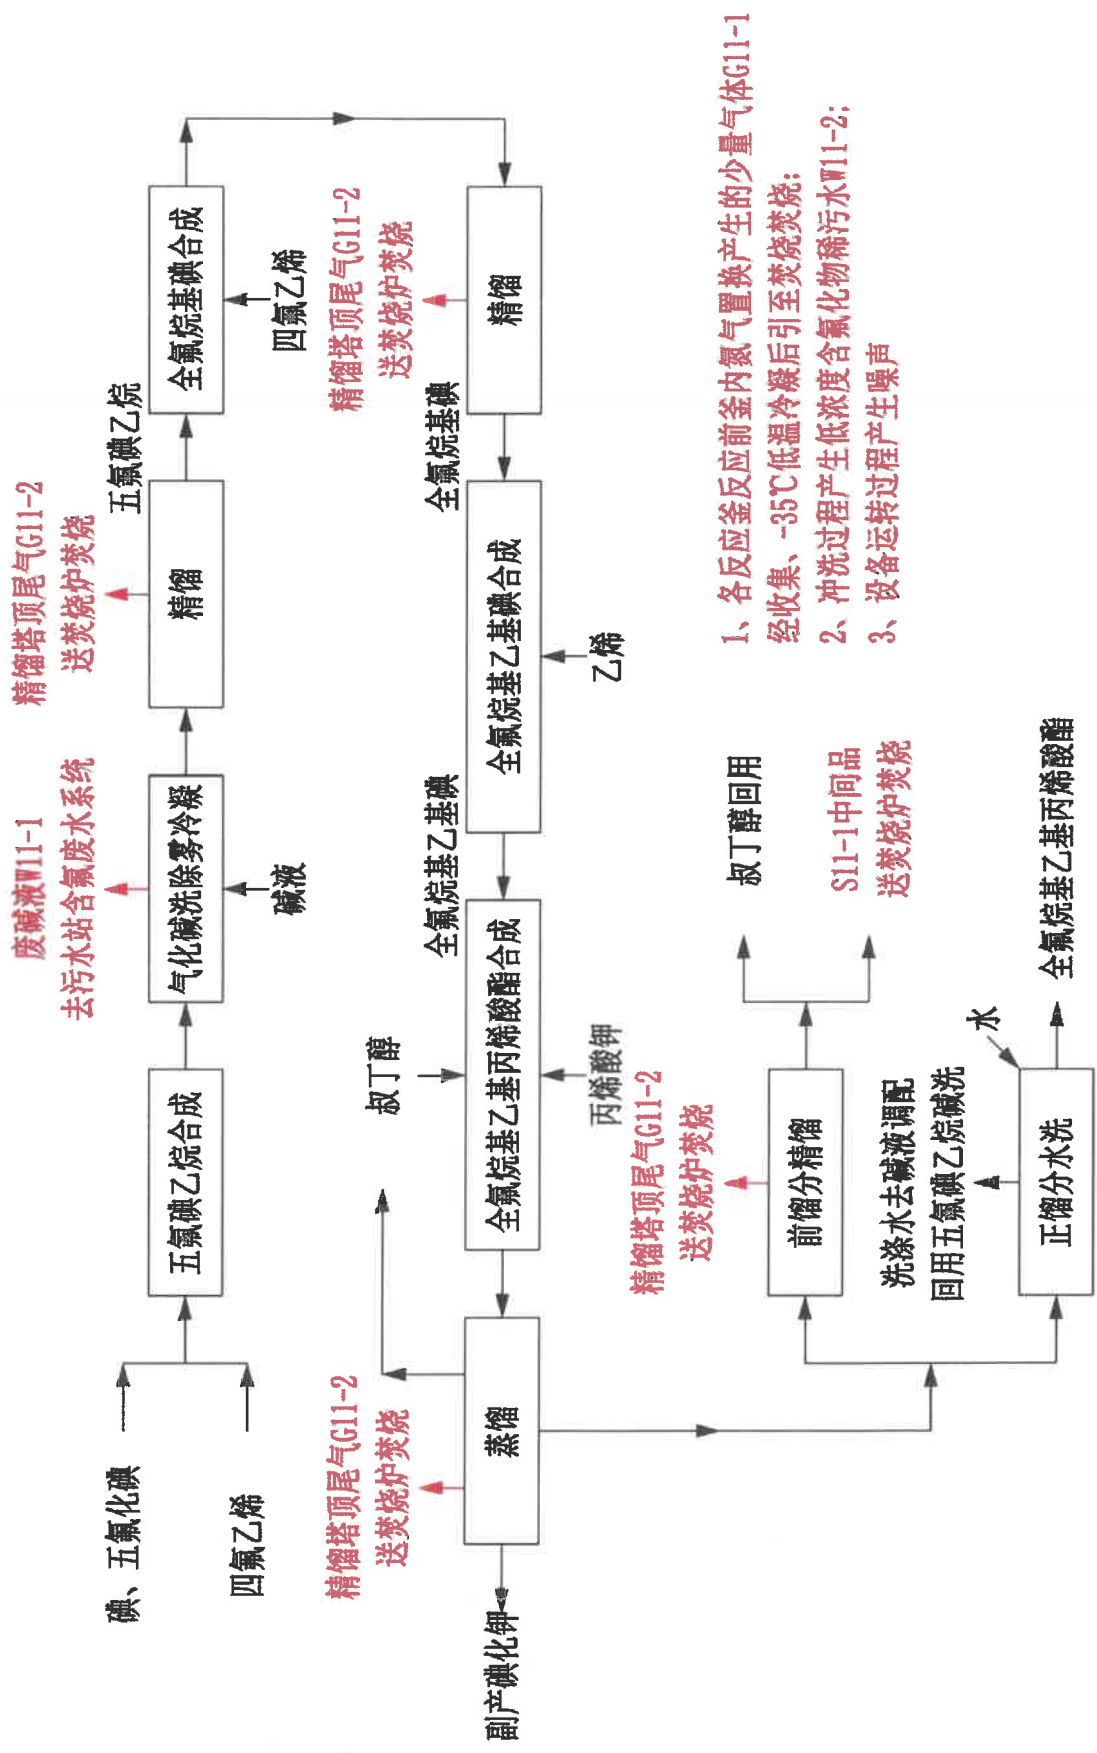 废碱液W11-1
去污水站含氟废水系统
精馏塔顶尾气G11-2
送焚烧炉焚烧
碘、五氟化碘
四氟乙烯
五氟碘乙烷合成
气化碱洗除雾冷凝
碱液
精馏
五氟碘乙烷
全氟烷基碘合成
四氟乙烯
精馏塔顶尾气G11-2
送焚烧炉焚烧
精馏
全氟烷基碘
全氟烷基乙基碘合成
乙烯
全氟烷基乙基碘
全氟烷基乙基丙烯酸酯合成
叔丁醇
丙烯酸钾
精馏塔顶尾气G11-2
送焚烧炉焚烧
蒸馏
副产碘化钾
精馏塔顶尾气G11-2
送焚烧炉焚烧
前馏分精馏
叔丁醇回用
S11-1中间品
送焚烧炉焚烧
洗涤水去碱液调配
回用五氟碘乙烷碱洗
水
正馏分水洗
全氟烷基乙基丙烯酸酯
1、各反应釜反应前釜内氮气置换产生的少量气体G11-1
经收集、-35℃低温冷凝后引至焚烧焚烧；
2、冲洗过程产生低浓度含氟化物稀污水W11-2；
3、设备运转过程产生噪声